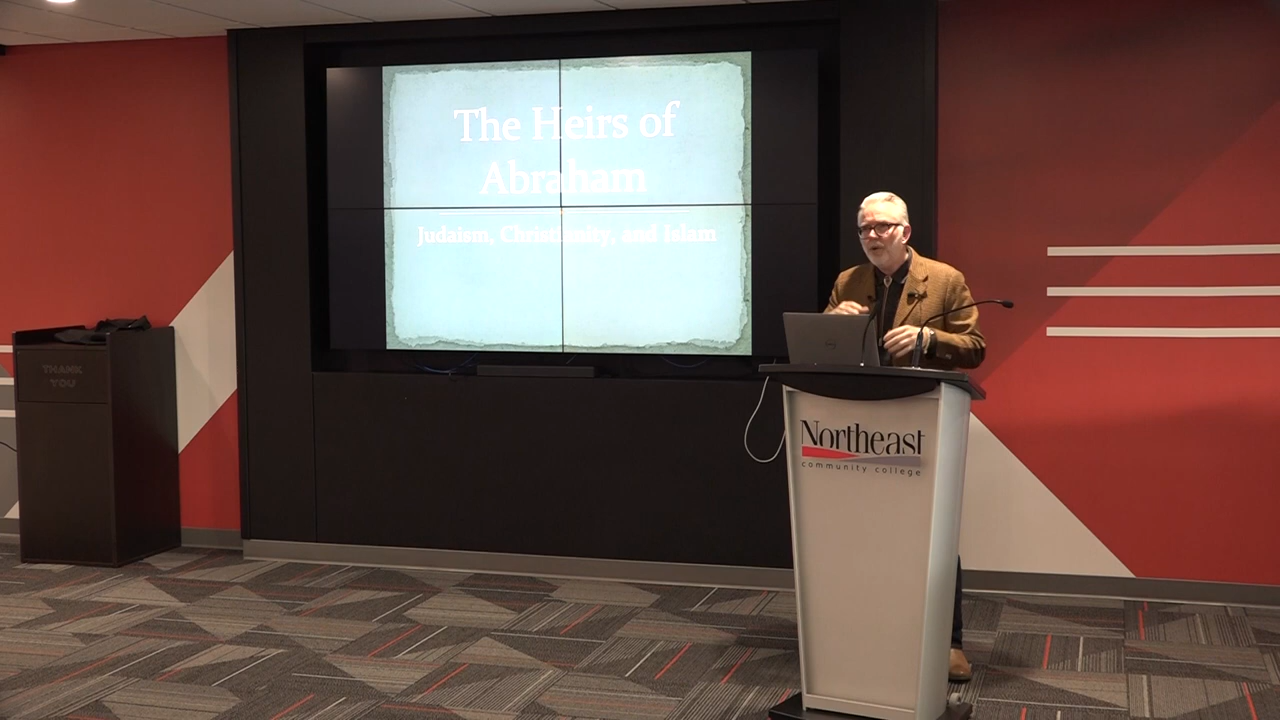 The Heirs of
Abraham
Judaism, Christianity, and Islam
THANK
YOU
Northeast
community college